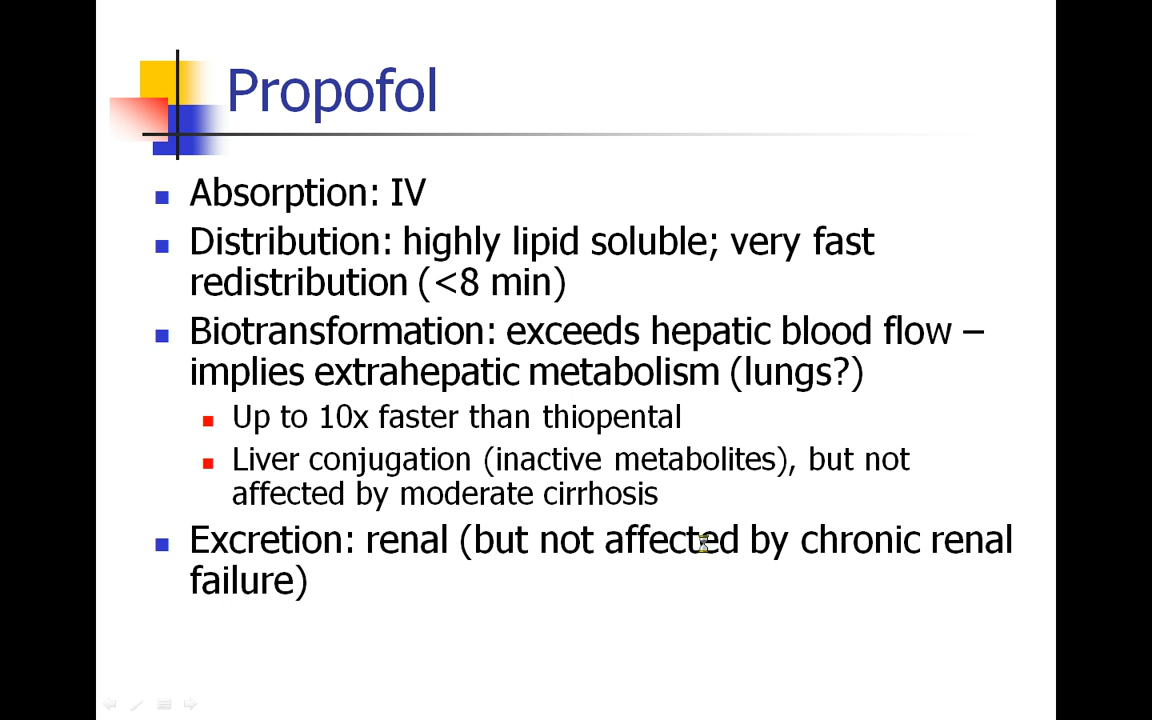 Propofol
Absorption: IV
Distribution: highly lipid soluble; very fast
redistribution (<8 min)
Biotransformation: exceeds hepatic blood flow –
implies extrahepatic metabolism (lungs?)
Up to 10x faster than thiopental
Liver conjugation (inactive metabolites), but not
affected by moderate cirrhosis
Excretion: renal (but not affected by chronic renal
failure)